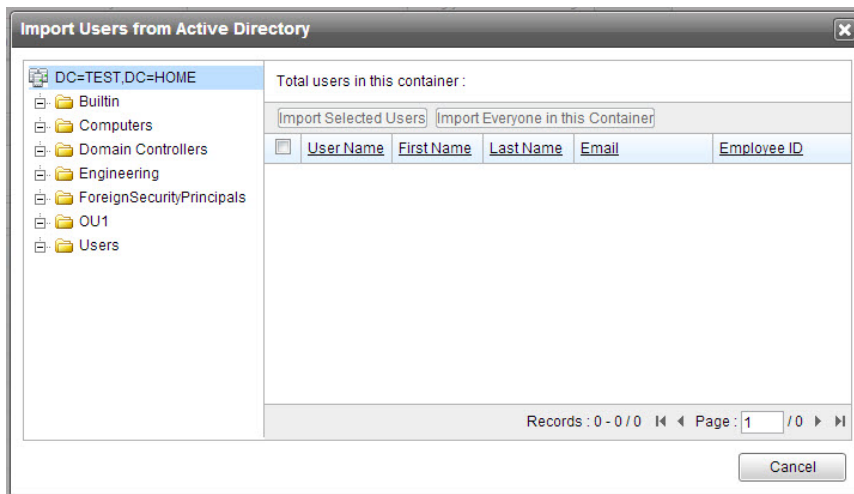 Import Users from Active Directory
DC=TEST,DC=HOME
Builtin
Computers
Domain Controllers
Engineering
ForeignSecurityPrincipals
OU1
Users
Total users in this container :
Import Selected Users Import Everyone in this Container
User Name First Name Last Name Email Employee ID
Records : 0 - 0 / 0 Page : 1 / 0
Cancel